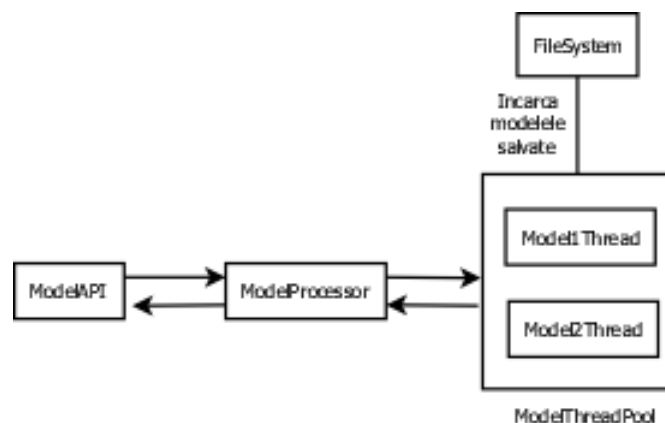 FileSystem
Incarca
modelele
salvate
Model1Thread
ModelAPI
ModelProcessor
Model2Thread
ModelThreadPool